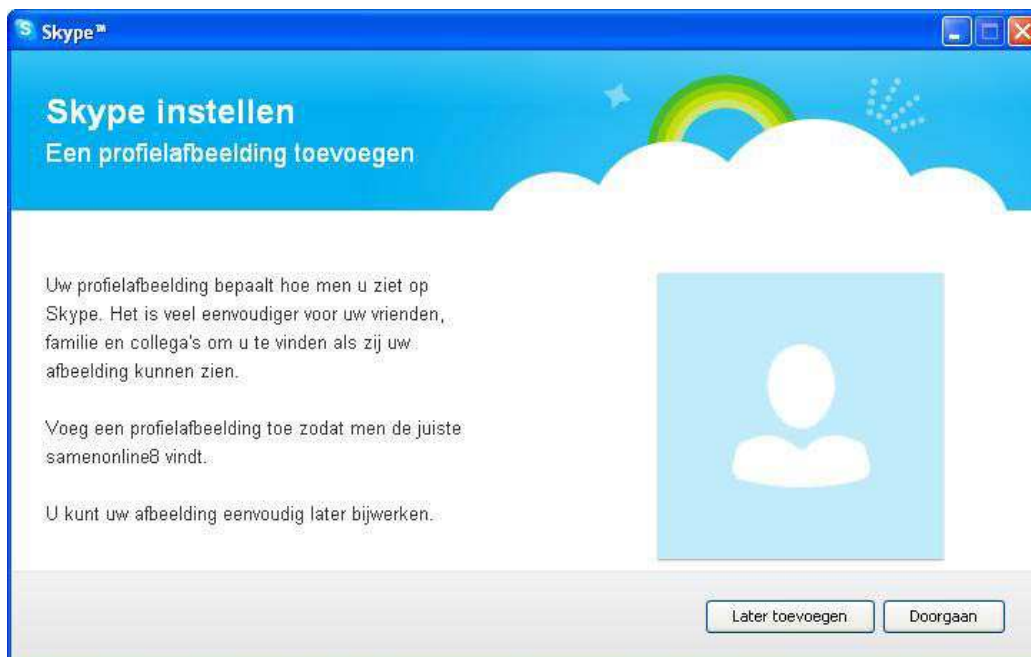 Skype™
Skype instellen
Een profielafbeelding toevoegen
Uw profielafbeelding bepaalt hoe men u ziet op
Skype. Het is veel eenvoudiger voor uw vrienden,
familie en collega's om u te vinden als zij uw
afbeelding kunnen zien.
Voeg een profielafbeelding toe zodat men de juiste
samenonline8 vindt.
U kunt uw afbeelding eenvoudig later bijwerken.
Later toevoegen
Doorgaan